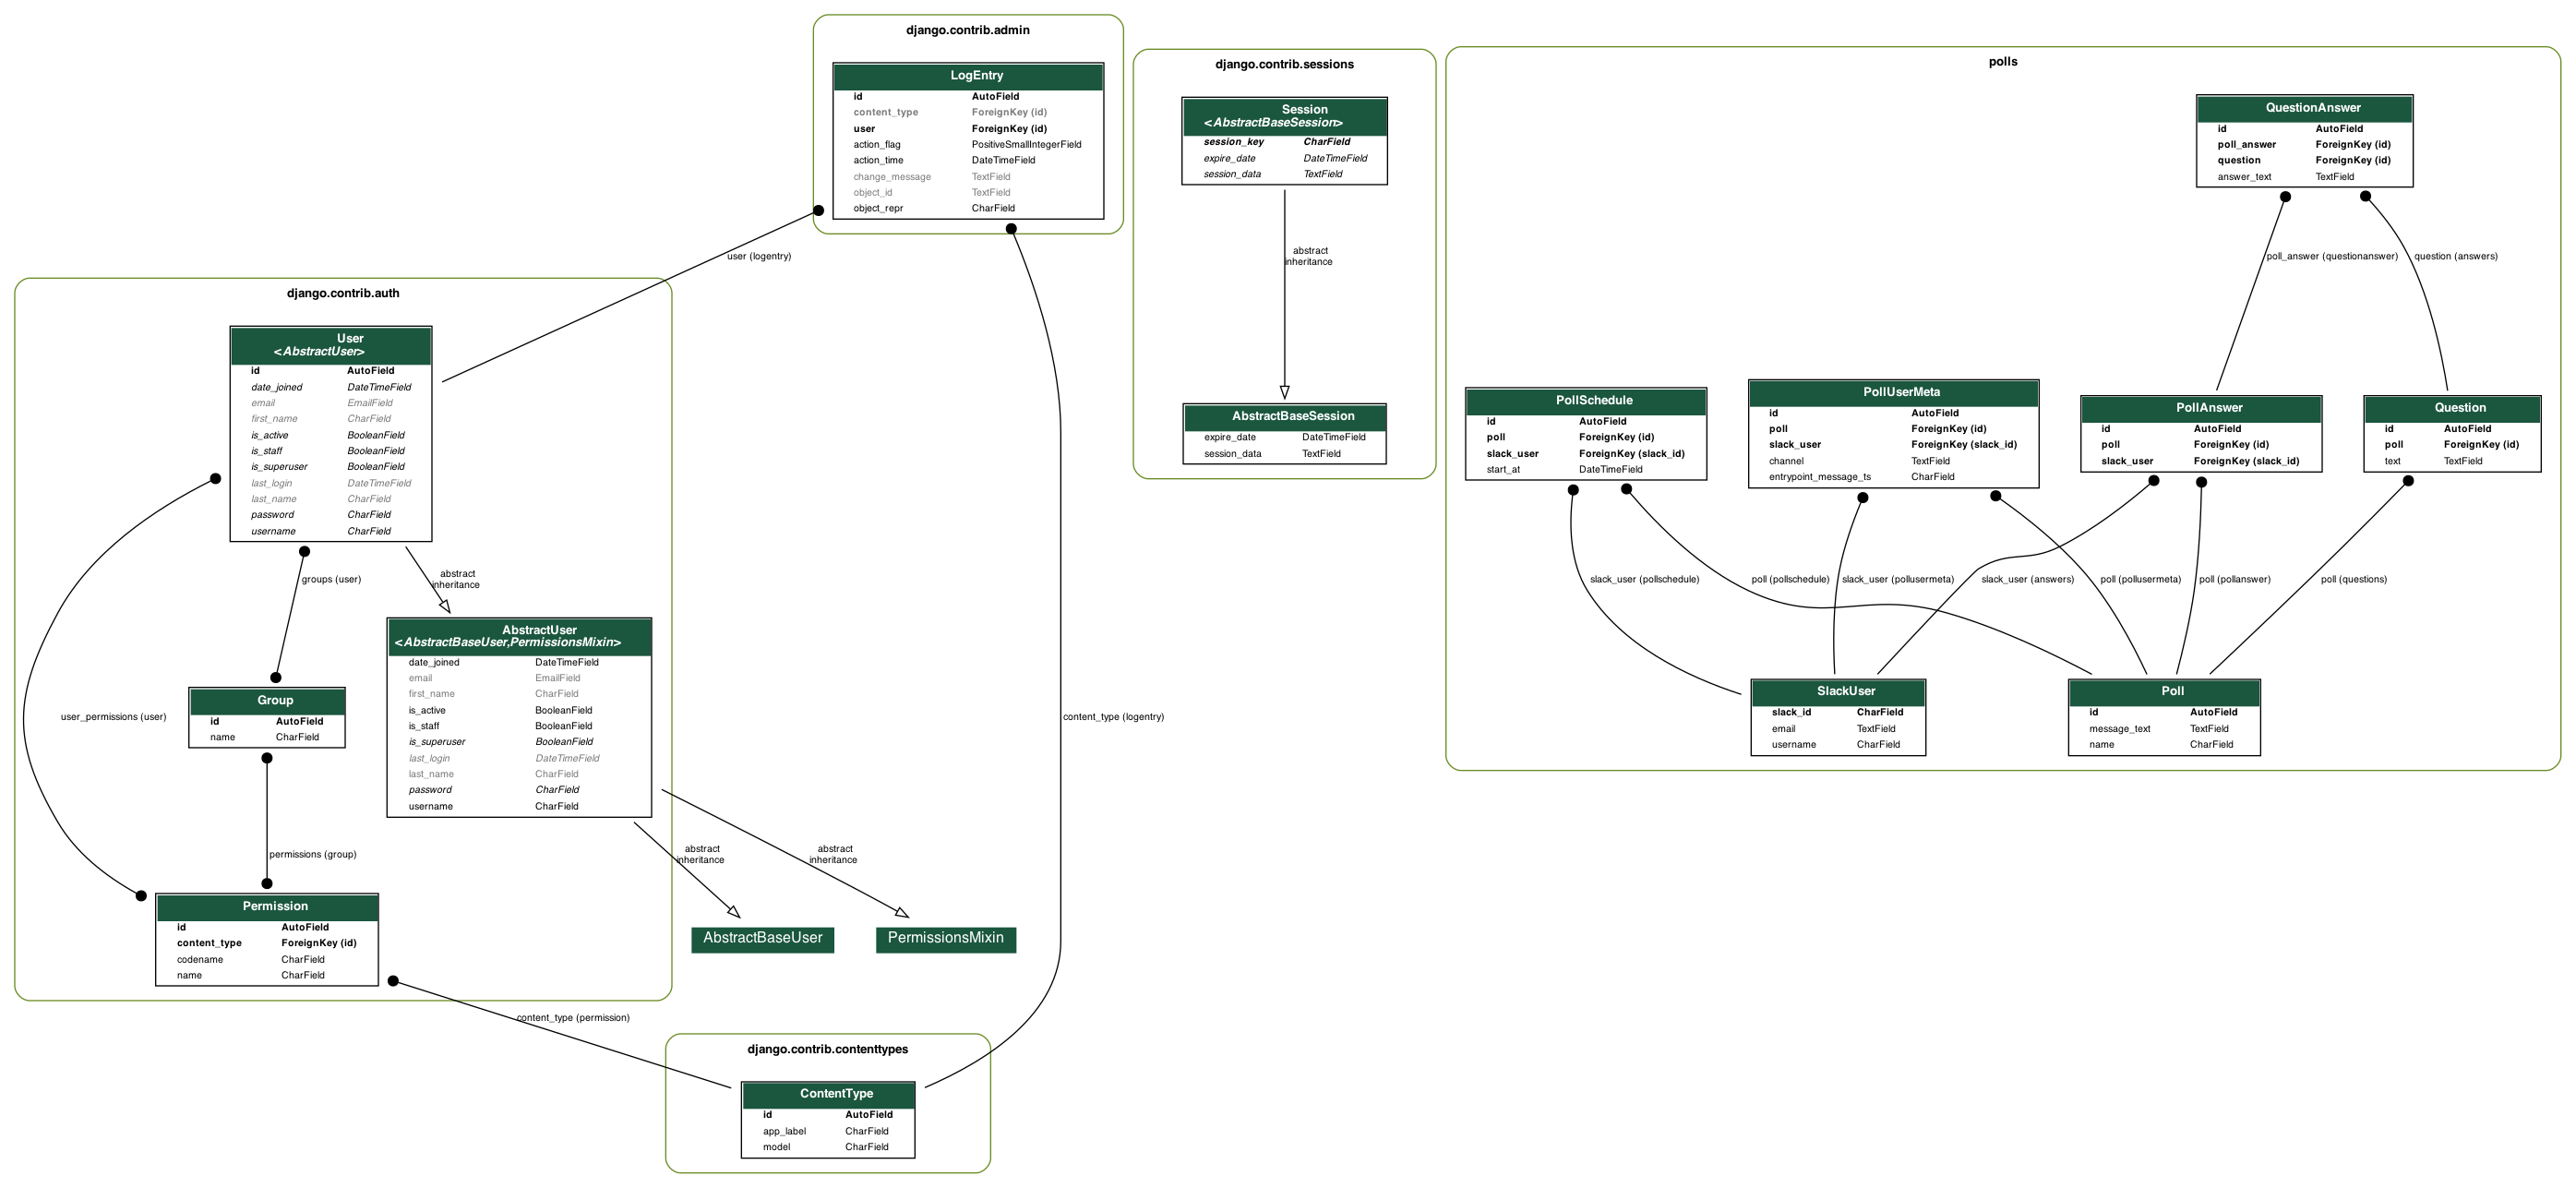 django.contrib.admin
LogEntry
id AutoField
content_type ForeignKey (id)
user ForeignKey (id)
action_flag PositiveSmallIntegerField
action_time DateTimeField
change_message TextField
object_id TextField
object_repr CharField
user (logentry)
content_type (logentry)
django.contrib.sessions
Session
<AbstractBaseSession>
session_key CharField
expire_date DateTimeField
session_data TextField
abstract
inheritance
AbstractBaseSession
expire_date DateTimeField
session_data TextField
polls
QuestionAnswer
id AutoField
poll_answer ForeignKey (id)
question ForeignKey (id)
answer_text TextField
poll_answer (questionanswer)
question (answers)
PollSchedule
id AutoField
poll ForeignKey (id)
slack_user ForeignKey (slack_id)
start_at DateTimeField
PollUserMeta
id AutoField
poll ForeignKey (id)
slack_user ForeignKey (slack_id)
channel TextField
entrypoint_message_ts CharField
PollAnswer
id AutoField
poll ForeignKey (id)
slack_user ForeignKey (slack_id)
Question
id AutoField
poll ForeignKey (id)
text TextField
slack_user (pollschedule)
poll (pollschedule)
slack_user (pollusermeta)
slack_user (answers)
poll (pollusermeta)
poll (pollanswer)
poll (questions)
SlackUser
slack_id CharField
email TextField
username CharField
Poll
id AutoField
message_text TextField
name CharField
django.contrib.auth
User
<AbstractUser>
id AutoField
date_joined DateTimeField
email EmailField
first_name CharField
is_active BooleanField
is_staff BooleanField
is_superuser BooleanField
last_login DateTimeField
last_name CharField
password CharField
username CharField
groups (user)
abstract
inheritance
AbstractUser
<AbstractBaseUser,PermissionsMixin>
date_joined DateTimeField
email EmailField
first_name CharField
is_active BooleanField
is_staff BooleanField
is_superuser BooleanField
last_login DateTimeField
last_name CharField
password CharField
username CharField
Group
id AutoField
name CharField
user_permissions (user)
permissions (group)
abstract
inheritance
abstract
inheritance
Permission
id AutoField
content_type ForeignKey (id)
codename CharField
name CharField
AbstractBaseUser
PermissionsMixin
content_type (permission)
django.contrib.contenttypes
ContentType
id AutoField
app_label CharField
model CharField